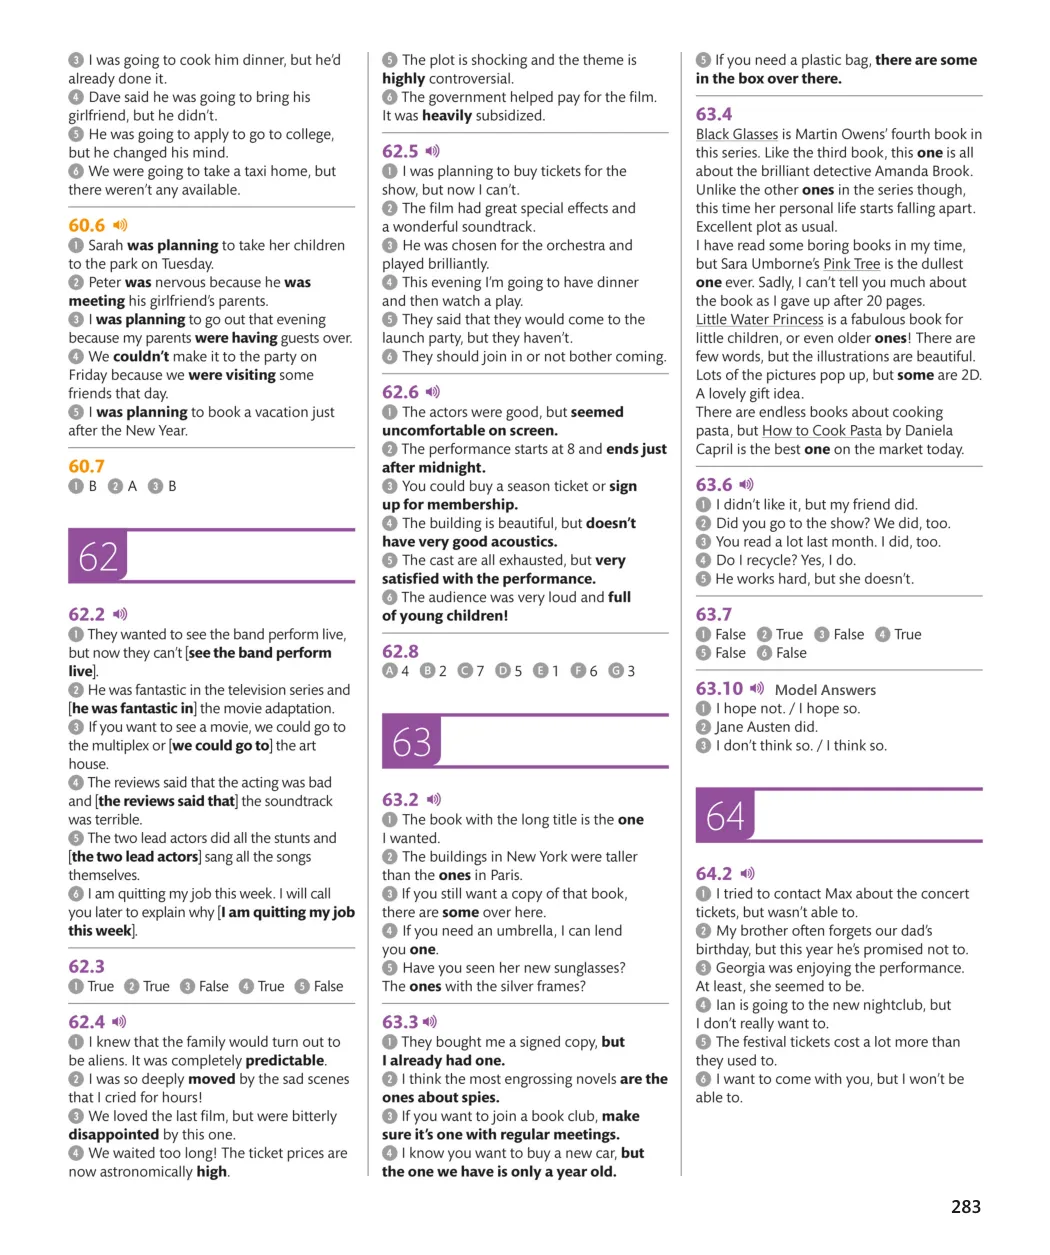 3 I was going to cook him dinner, but he’d
already done it.
4 Dave said he was going to bring his
girlfriend, but he didn’t.
5 He was going to apply to go to college,
but he changed his mind.
6 We were going to take a taxi home, but
there weren’t any available.
60.6
1 Sarah was planning to take her children
to the park on Tuesday.
2 Peter was nervous because he was
meeting his girlfriend’s parents.
3 I was planning to go out that evening
because my parents were having guests over.
4 We couldn’t make it to the party on
Friday because we were visiting some
friends that day.
5 I was planning to book a vacation just
after the New Year.
60.7
1 B 2 A 3 B
62
62.2
1 They wanted to see the band perform live,
but now they can’t [see the band perform
live].
2 He was fantastic in the television series and
[he was fantastic in] the movie adaptation.
3 If you want to see a movie, we could go to
the multiplex or [we could go to] the art
house.
4 The reviews said that the acting was bad
and [the reviews said that] the soundtrack
was terrible.
5 The two lead actors did all the stunts and
[the two lead actors] sang all the songs
themselves.
6 I am quitting my job this week. I will call
you later to explain why [I am quitting my job
this week].
62.3
1 True 2 True 3 False 4 True 5 False
62.4
1 I knew that the family would turn out to
be aliens. It was completely predictable.
2 I was so deeply moved by the sad scenes
that I cried for hours!
3 We loved the last film, but were bitterly
disappointed by this one.
4 We waited too long! The ticket prices are
now astronomically high.
5 The plot is shocking and the theme is
highly controversial.
6 The government helped pay for the film.
It was heavily subsidized.
62.5
1 I was planning to buy tickets for the
show, but now I can’t.
2 The film had great special effects and
a wonderful soundtrack.
3 He was chosen for the orchestra and
played brilliantly.
4 This evening I’m going to have dinner
and then watch a play.
5 They said that they would come to the
launch party, but they haven’t.
6 They should join in or not bother coming.
62.6
1 The actors were good, but seemed
uncomfortable on screen.
2 The performance starts at 8 and ends just
after midnight.
3 You could buy a season ticket or sign
up for membership.
4 The building is beautiful, but doesn’t
have very good acoustics.
5 The cast are all exhausted, but very
satisfied with the performance.
6 The audience was very loud and full
of young children!
62.8
A 4 B 2 C 7 D 5 E 1 F 6 G 3
63
63.2
1 The book with the long title is the one
I wanted.
2 The buildings in New York were taller
than the ones in Paris.
3 If you still want a copy of that book,
there are some over here.
4 If you need an umbrella, I can lend
you one.
5 Have you seen her new sunglasses?
The ones with the silver frames?
63.3
1 They bought me a signed copy, but
I already had one.
2 I think the most engrossing novels are the
ones about spies.
3 If you want to join a book club, make
sure it’s one with regular meetings.
4 I know you want to buy a new car, but
the one we have is only a year old.
5 If you need a plastic bag, there are some
in the box over there.
63.4
Black Glasses is Martin Owens’ fourth book in
this series. Like the third book, this one is all
about the brilliant detective Amanda Brook.
Unlike the other ones in the series though,
this time her personal life starts falling apart.
Excellent plot as usual.
I have read some boring books in my time,
but Sara Umborne’s Pink Tree is the dullest
one ever. Sadly, I can’t tell you much about
the book as I gave up after 20 pages.
Little Water Princess is a fabulous book for
little children, or even older ones! There are
few words, but the illustrations are beautiful.
Lots of the pictures pop up, but some are 2D.
A lovely gift idea.
There are endless books about cooking
pasta, but How to Cook Pasta by Daniela
Capril is the best one on the market today.
63.6
1 I didn’t like it, but my friend did.
2 Did you go to the show? We did, too.
3 You read a lot last month. I did, too.
4 Do I recycle? Yes, I do.
5 He works hard, but she doesn’t.
63.7
1 False 2 True 3 False 4 True
5 False 6 False
63.10 Model Answers
1 I hope not. / I hope so.
2 Jane Austen did.
3 I don’t think so. / I think so.
64
64.2
1 I tried to contact Max about the concert
tickets, but wasn’t able to.
2 My brother often forgets our dad’s
birthday, but this year he’s promised not to.
3 Georgia was enjoying the performance.
At least, she seemed to be.
4 Ian is going to the new nightclub, but
I don’t really want to.
5 The festival tickets cost a lot more than
they used to.
6 I want to come with you, but I won’t be
able to.
283